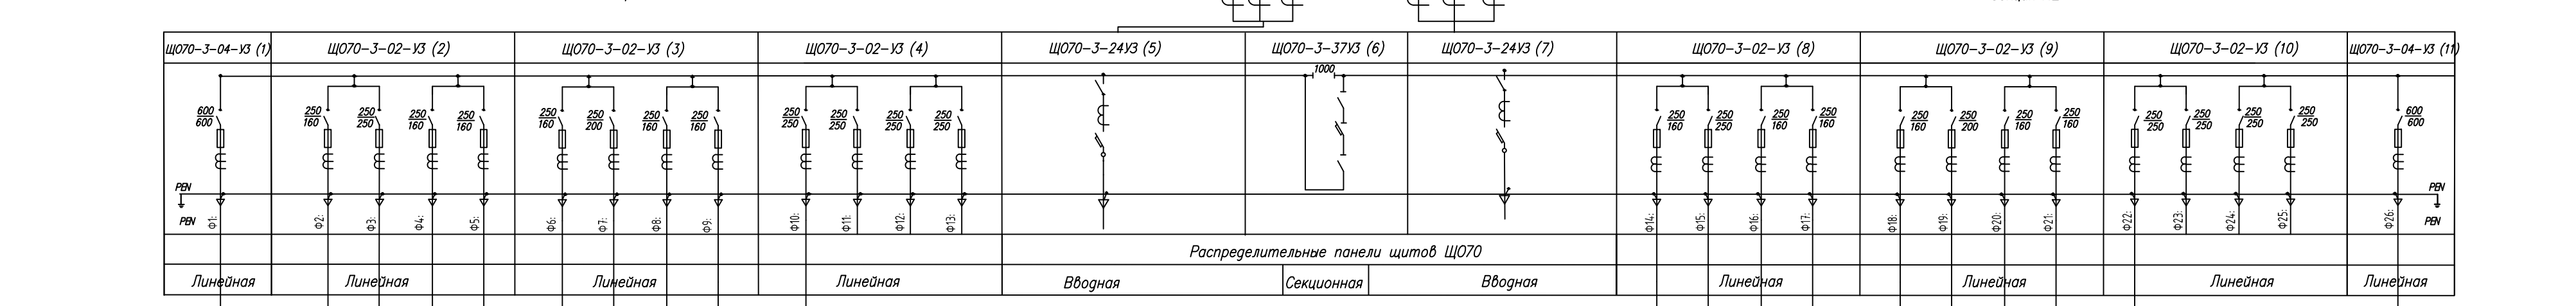 ЩО70-3-04-У3 (1) ЩО70-3-02-У3 (2) ЩО70-3-02-У3 (3) ЩО70-3-02-У3 (4) ЩО70-3-24У3 (5) ЩО70-3-37У3 (6) ЩО70-3-24У3 (7) ЩО70-3-02-У3 (8) ЩО70-3-02-У3 (9) ЩО70-3-02-У3 (10) ЩО70-3-04-У3 (11)
1000
600 250 250 250 250 250 250 250 250 250 250 250 250 250 250 250 250 250 250 250 250 250 250 250 250 600
600 160 250 160 160 160 200 160 160 250 250 250 250 160 250 160 160 160 200 160 160 250 250 250 250 600
PEN PEN
PEN Ф1: Ф2: Ф3: Ф4: Ф5: Ф6: Ф7: Ф8: Ф9: Ф10: Ф11: Ф12: Ф13: Ф14: Ф15: Ф16: Ф17: Ф18: Ф19: Ф20: Ф21: Ф22: Ф23: Ф24: Ф25: Ф26: PEN
Распределительные панели щитов ЩО70
Линейная Линейная Линейная Линейная Вводная Секционная Вводная Линейная Линейная Линейная Линейная